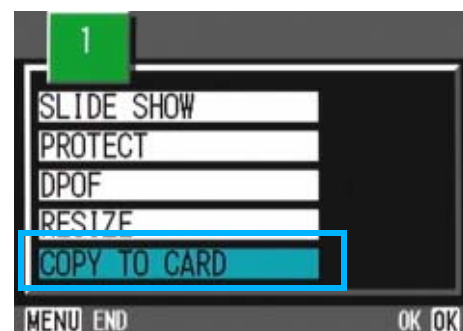 1
SLIDE SHOW
PROTECT
DPOF
RESIZE
COPY TO CARD
MENU END OK OK